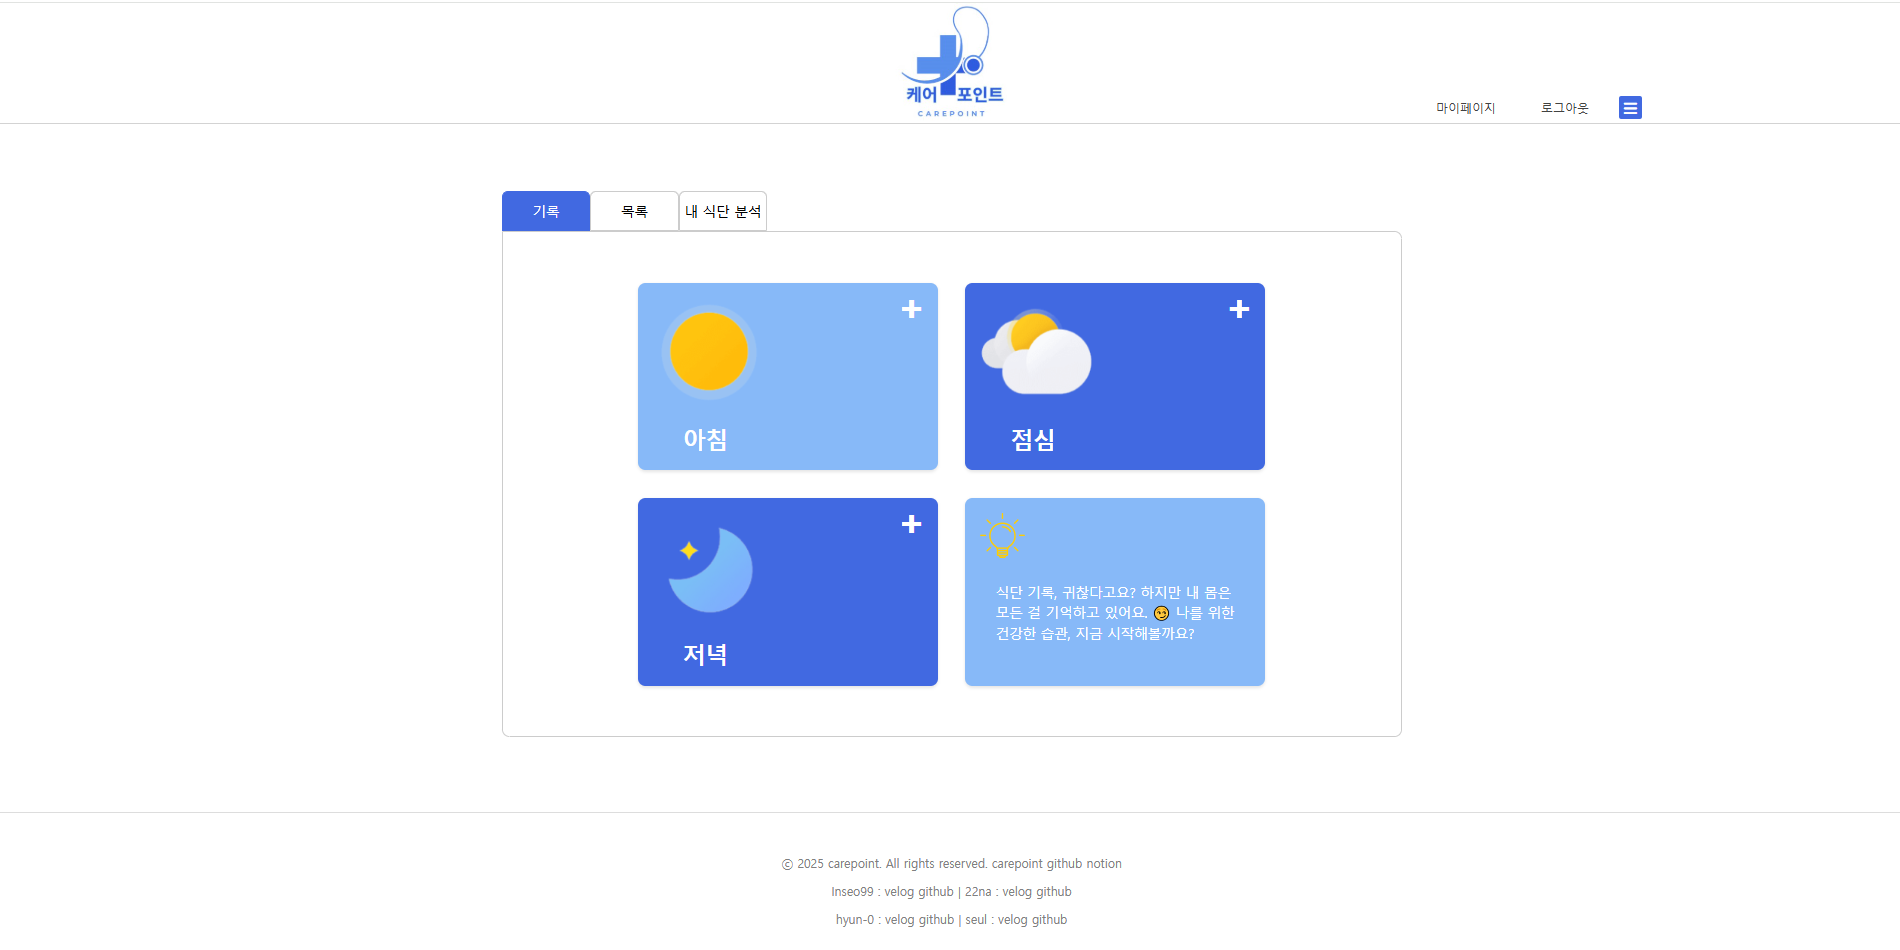 케어 포인트
CAREPOINT
마이페이지 로그아웃
기록 목록 내 식단 분석
아침
점심
저녁
식단 기록, 귀찮다고요? 하지만 내 몸은
모든 걸 기억하고 있어요. 😏 나를 위한
건강한 습관, 지금 시작해볼까요?
ⓒ 2025 carepoint. All rights reserved. carepoint github notion
Inseo99 : velog github | 22na : velog github
hyun-0 : velog github | seul : velog github